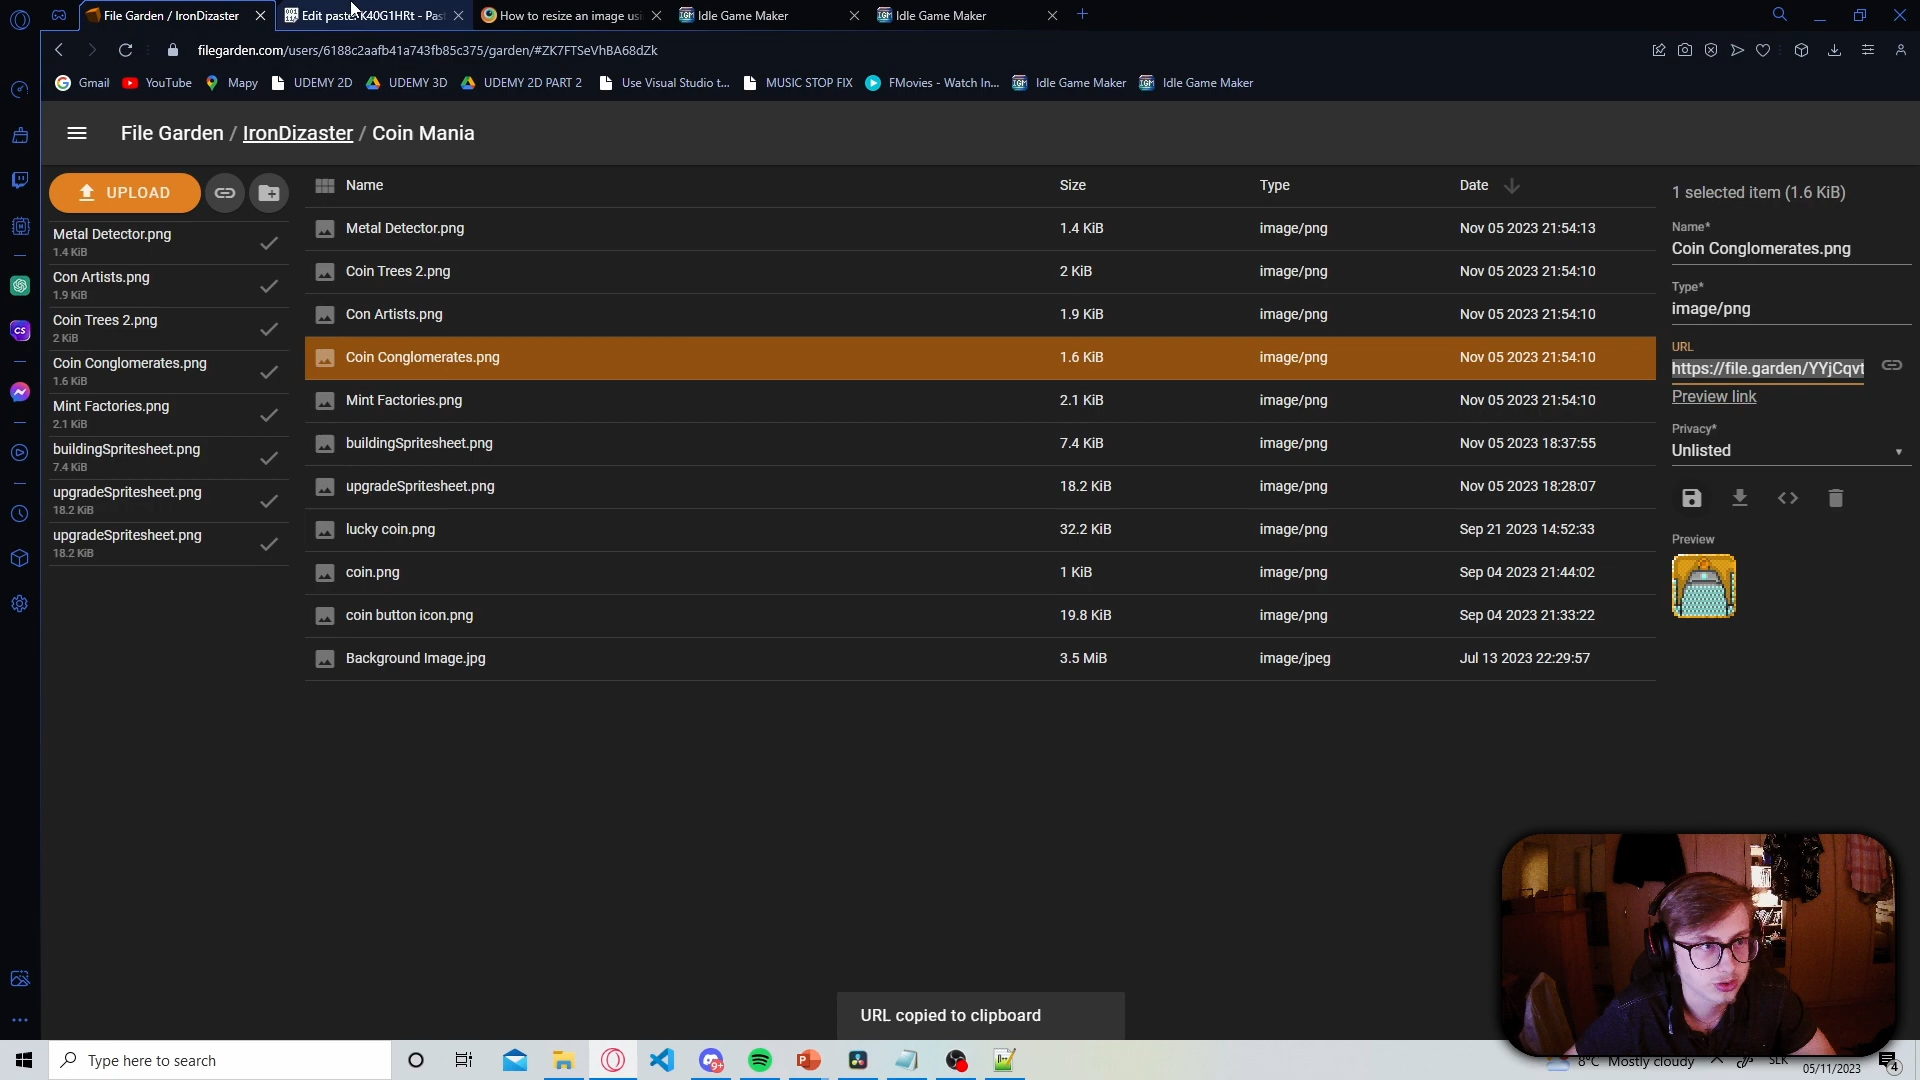 File Garden / IronDizaster
Edit paste K40G1HRt - Past
How to resize an image usi
Idle Game Maker
Idle Game Maker
filegarden.com/users/6188c2aafb41a743fb85c375/garden/#ZK7FTSeVhBA68dZk
Gmail
YouTube
Mapy
UDEMY 2D
UDEMY 3D
UDEMY 2D PART 2
Use Visual Studio t...
MUSIC STOP FIX
FMovies - Watch In...
Idle Game Maker
Idle Game Maker
File Garden / IronDizaster / Coin Mania
UPLOAD
Metal Detector.png
1.4 KiB
Con Artists.png
1.9 KiB
Coin Trees 2.png
2 KiB
Coin Conglomerates.png
1.6 KiB
Mint Factories.png
2.1 KiB
buildingSpritesheet.png
7.4 KiB
upgradeSpritesheet.png
18.2 KiB
upgradeSpritesheet.png
18.2 KiB
Name Size Type Date
Metal Detector.png 1.4 KiB image/png Nov 05 2023 21:54:13
Coin Trees 2.png 2 KiB image/png Nov 05 2023 21:54:10
Con Artists.png 1.9 KiB image/png Nov 05 2023 21:54:10
Coin Conglomerates.png 1.6 KiB image/png Nov 05 2023 21:54:10
Mint Factories.png 2.1 KiB image/png Nov 05 2023 21:54:10
buildingSpritesheet.png 7.4 KiB image/png Nov 05 2023 18:37:55
upgradeSpritesheet.png 18.2 KiB image/png Nov 05 2023 18:28:07
lucky coin.png 32.2 KiB image/png Sep 21 2023 14:52:33
coin.png 1 KiB image/png Sep 04 2023 21:44:02
coin button icon.png 19.8 KiB image/png Sep 04 2023 21:33:22
Background Image.jpg 3.5 MiB image/jpeg Jul 13 2023 22:29:57
1 selected item (1.6 KiB)
Name*
Coin Conglomerates.png
Type*
image/png
URL
https://file.garden/YYjCqvt
Preview link
Privacy*
Unlisted
Preview
URL copied to clipboard
Type here to search
8°C Mostly cloudy
SLK
05/11/2023
4